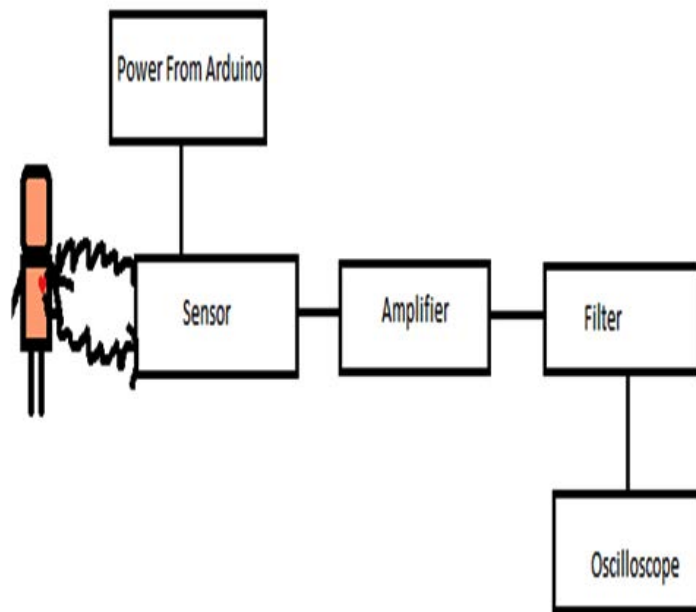 Power From Arduino
Sensor
Amplifier
Filter
Oscilloscope